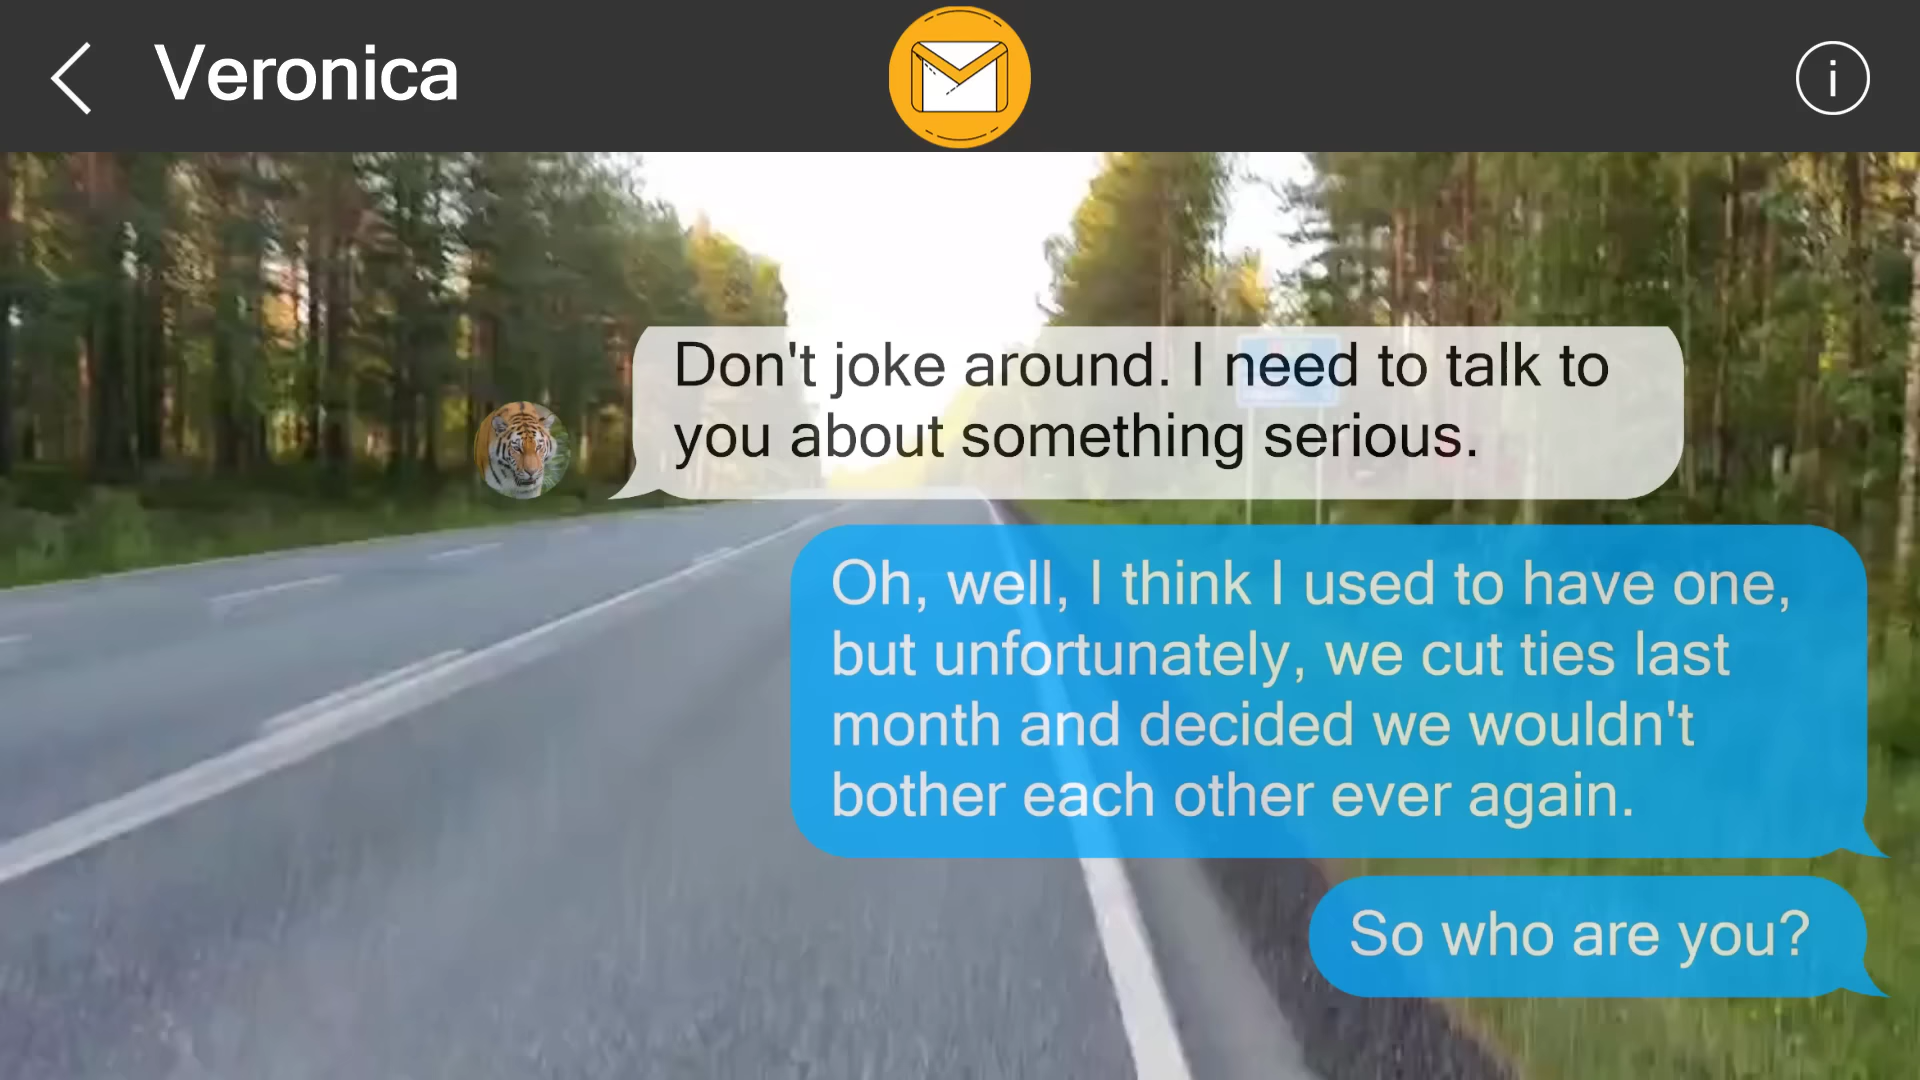 Veronica
i
Don't joke around. I need to talk to
you about something serious.
Oh, well, I think I used to have one,
but unfortunately, we cut ties last
month and decided we wouldn't
bother each other ever again.
So who are you?